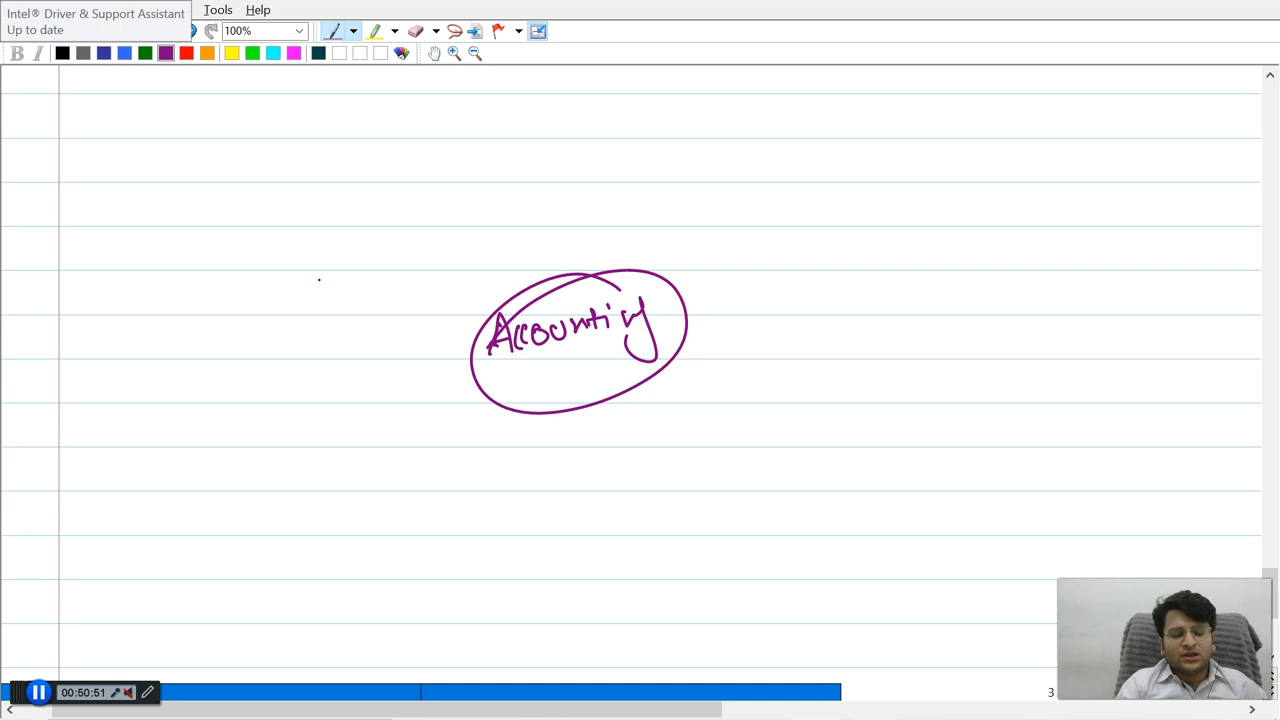 Intel® Driver & Support Assistant
Up to date
Tools Help
100%
B I
Accounting
00:50:51
3